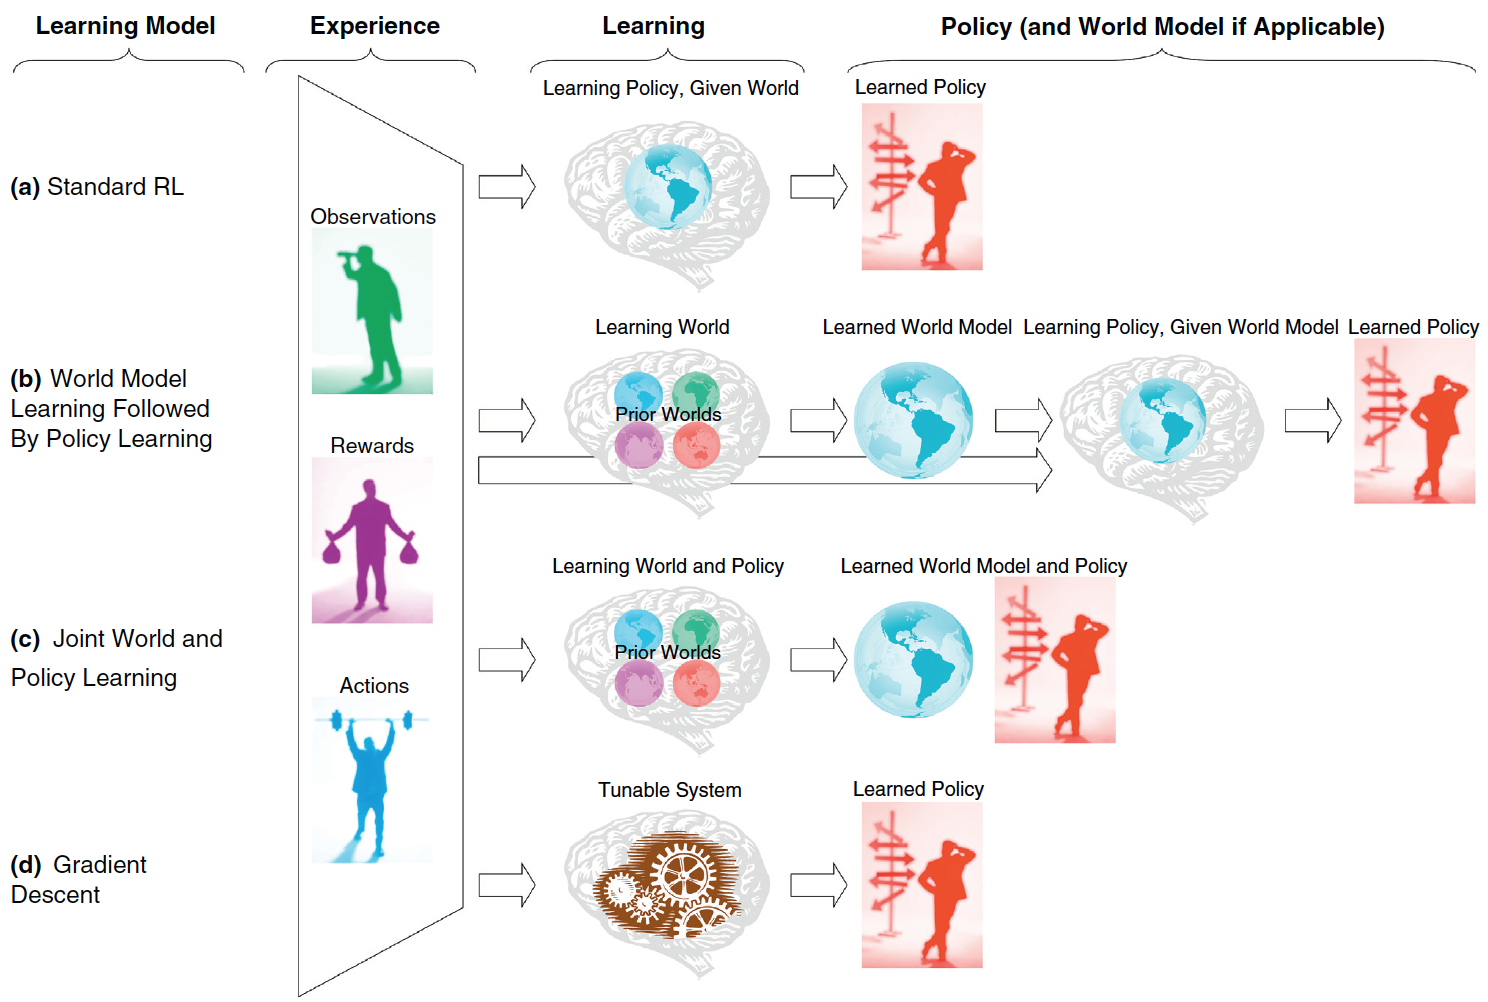 Learning Model
Experience
Learning
Policy (and World Model if Applicable)
(a) Standard RL
Observations
Rewards
Actions
Learning Policy, Given World
Learned Policy
(b) World Model
Learning Followed
By Policy Learning
Learning World
Prior Worlds
Learned World Model
Learning Policy, Given World Model
Learned Policy
(c) Joint World and
Policy Learning
Learning World and Policy
Prior Worlds
Learned World Model and Policy
(d) Gradient
Descent
Tunable System
Learned Policy